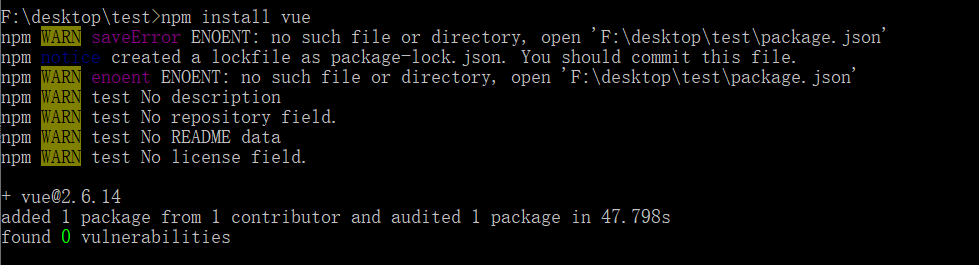 F:\desktop\test>npm install vue
npm WARN saveError ENOENT: no such file or directory, open 'F:\desktop\test\package.json'
npm notice created a lockfile as package-lock.json. You should commit this file.
npm WARN enoent ENOENT: no such file or directory, open 'F:\desktop\test\package.json'
npm WARN test No description
npm WARN test No repository field.
npm WARN test No README data
npm WARN test No license field.
+ vue@2.6.14
added 1 package from 1 contributor and audited 1 package in 47.798s
found 0 vulnerabilities